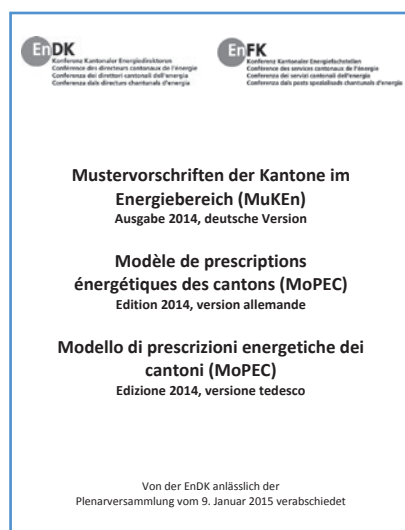 EnDK
Konferenz Kantonaler Energiedirektoren
Conférence des directeurs cantonaux de l'énergie
Conferenza dei direttori cantonali dell'energia
Conferenza dals directurs chantunals d'energia
EnFK
Konferenz Kantonaler Energiefachstellen
Conférence des services cantonaux de l'énergie
Conferenza dei servizi cantonali dell'energia
Conferenza dals posts spezialisads chantunals d'energia
Mustervorschriften der Kantone im
Energiebereich (MuKEn)
Ausgabe 2014, deutsche Version
Modèle de prescriptions
énergétiques des cantons (MoPEC)
Edition 2014, version allemande
Modello di prescrizioni energetiche dei
cantoni (MoPEC)
Edizione 2014, versione tedesco
Von der EnDK anlässlich der
Plenarversammlung vom 9. Januar 2015 verabschiedet